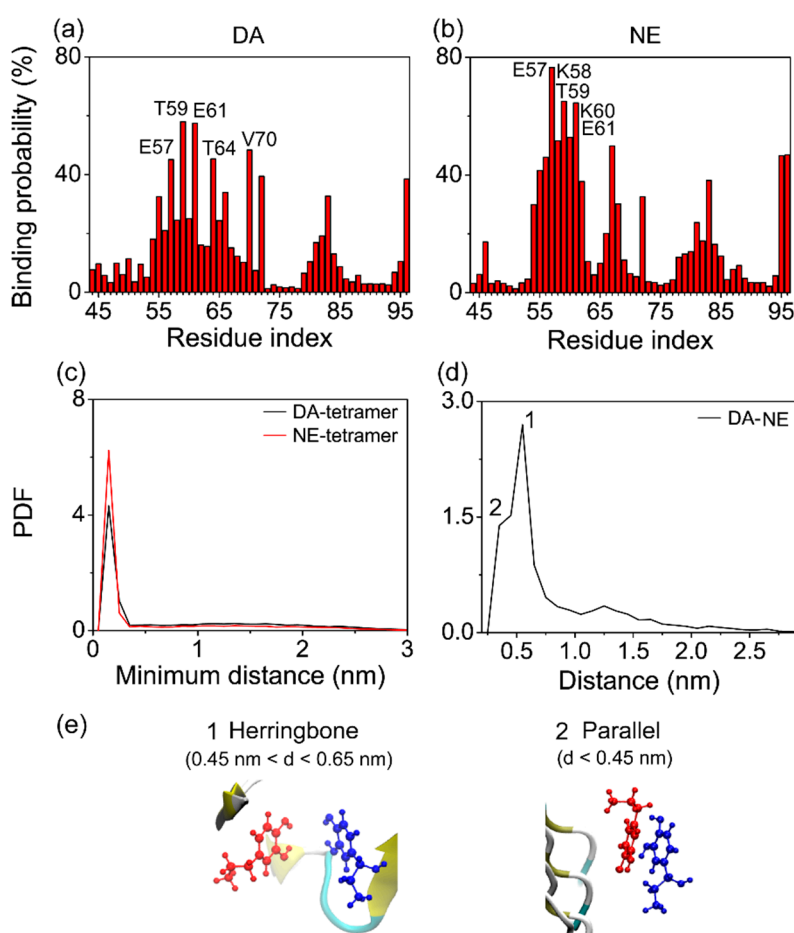 (a) DA
(b) NE
Binding probability (%)
80
40
0
E57
T59
E61
T64
V70
45 55 65 75 85 95
Residue index
80
40
0
E57
K58
T59
K60
E61
45 55 65 75 85 95
Residue index
(c)
PDF
8
4
0
DA-tetramer
NE-tetramer
0 1 2 3
Minimum distance (nm)
(d)
3.0
1.5
0.0
1
2
DA-NE
0.5 1.0 1.5 2.0 2.5
Distance (nm)
(e)
1 Herringbone
(0.45 nm < d < 0.65 nm)
2 Parallel
(d < 0.45 nm)